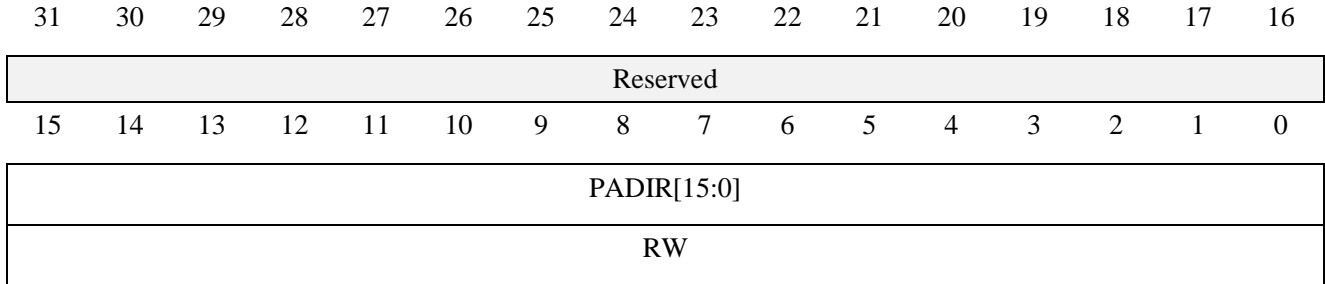 31 30 29 28 27 26 25 24 23 22 21 20 19 18 17 16
Reserved
15 14 13 12 11 10 9 8 7 6 5 4 3 2 1 0
PADIR[15:0]
RW